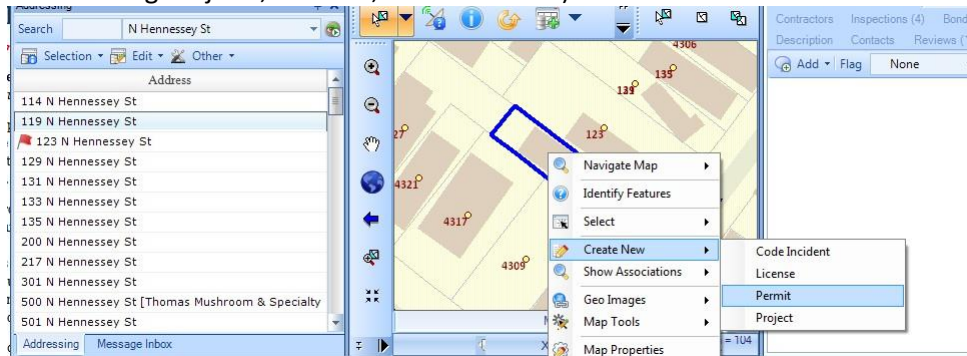 Addressing
Search N Hennessey St
Selection Edit Other
Address
114 N Hennessey St
119 N Hennessey St
123 N Hennessey St
129 N Hennessey St
131 N Hennessey St
133 N Hennessey St
135 N Hennessey St
200 N Hennessey St
217 N Hennessey St
301 N Hennessey St
500 N Hennessey St [Thomas Mushroom & Specialty
501 N Hennessey St
Addressing Message Inbox
4306
135
123
4321
4317
4309
Navigate Map
Identify Features
Select
Create New
Show Associations
Geo Images
Map Tools
Map Properties
Code Incident
License
Permit
Project
= 104
Contractors Inspections (4) Bond
Description Contacts Reviews (
Add Flag None